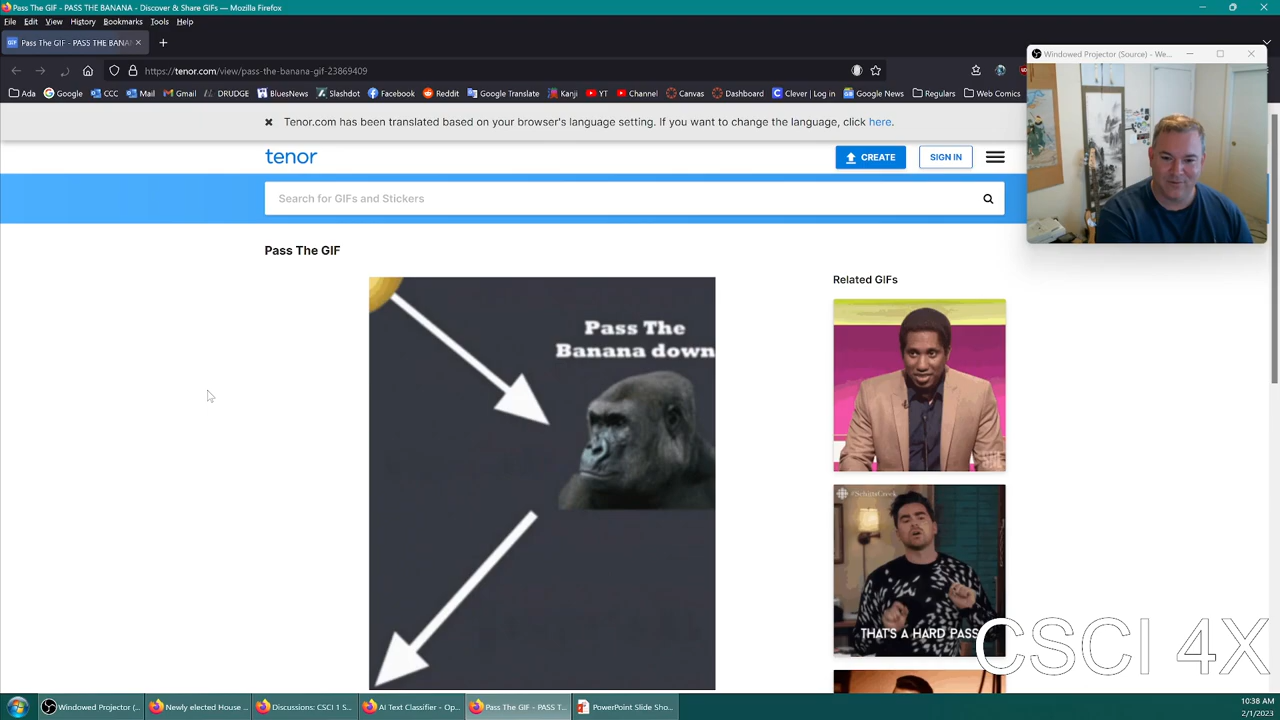 Pass The GIF - PASS THE BANANA - Discover & Share GIFs — Mozilla Firefox
File Edit View History Bookmarks Tools Help
Pass The GIF - PASS THE BANA
Windowed Projector (Source) - We...
https://tenor.com/view/pass-the-banana-gif-23869409
Ada Google CCC Mail Gmail DRUDGE BluesNews Slashdot Facebook Reddit Google Translate Kanji YT Channel Canvas Dashboard Clever | Log in Google News Regulars Web Comics
Tenor.com has been translated based on your browser's language setting. If you want to change the language, click here.
tenor
CREATE
SIGN IN
Search for GIFs and Stickers
Pass The GIF
Pass The
Banana down
Related GIFs
@SchittsCreek
THAT'S A HARD PASS
CSCI 4X
Windowed Projector (...
Newly elected House ...
Discussions: CSCI 1 S...
AI Text Classifier - Op...
Pass The GIF - PASS T...
PowerPoint Slide Sho...
10:38 AM
2/1/2023